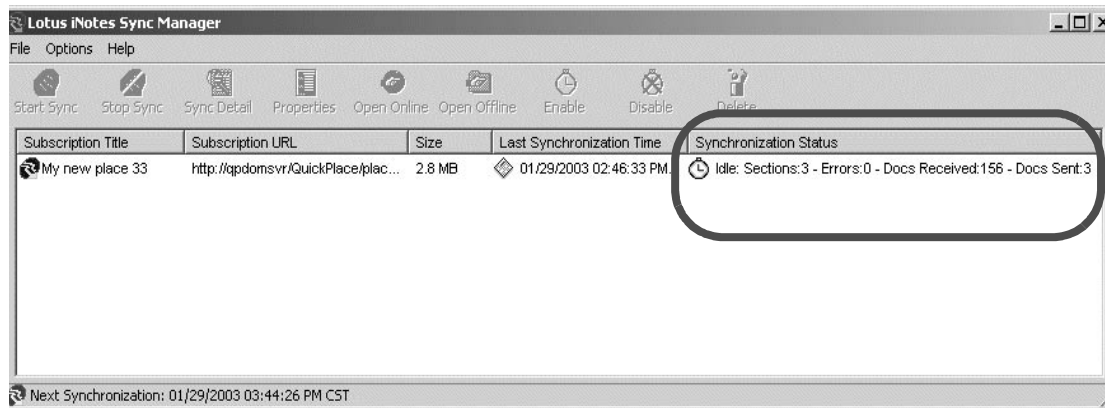 Lotus iNotes Sync Manager
File Options Help
Start Sync Stop Sync Sync Detail Properties Open Online Open Offline Enable Disable Delete
Subscription Title Subscription URL Size Last Synchronization Time Synchronization Status
My new place 33 http://qpdomsvr/QuickPlace/plac... 2.8 MB 01/29/2003 02:46:33 PM... Idle: Sections:3 - Errors:0 - Docs Received:156 - Docs Sent:3
Next Synchronization: 01/29/2003 03:44:26 PM CST